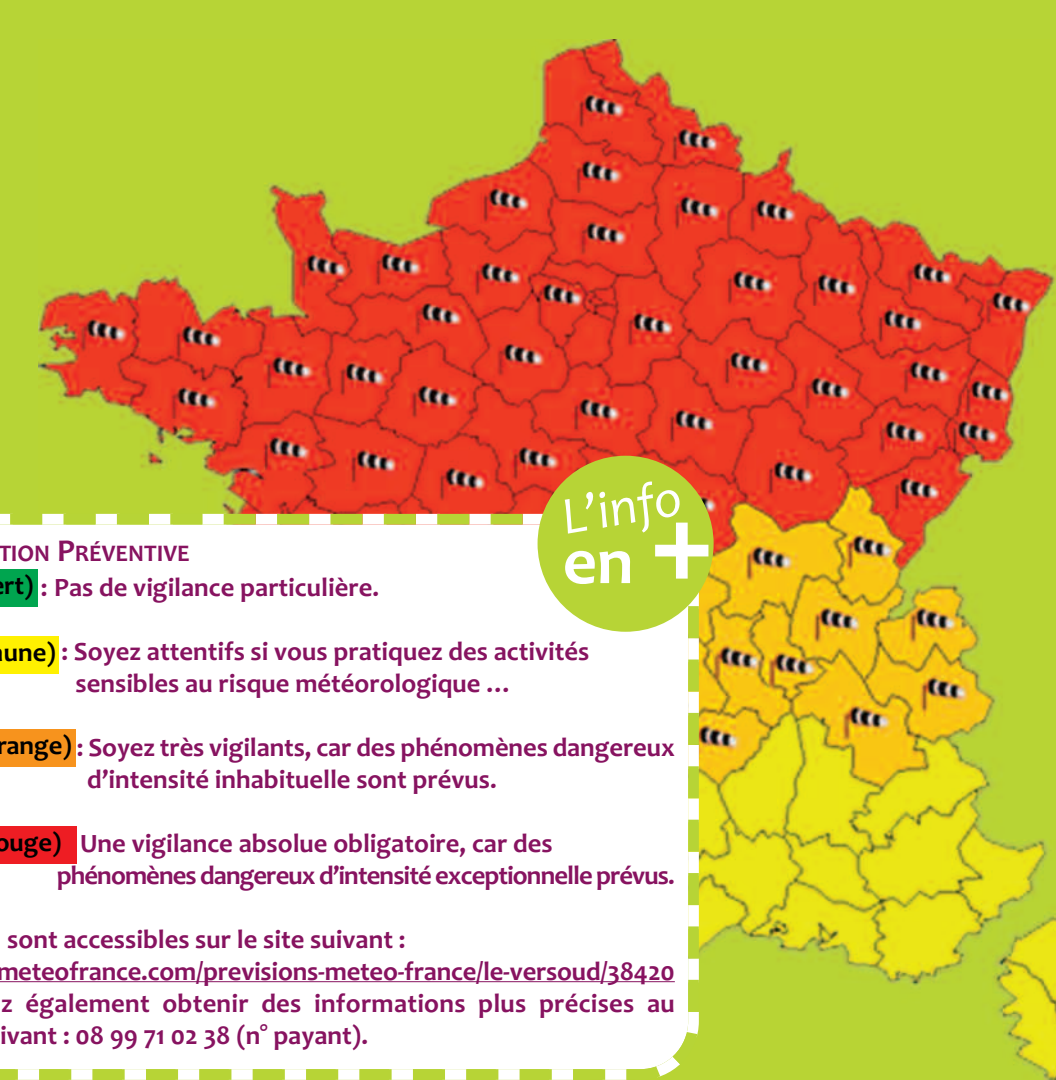 L'info
en +
TION PRÉVENTIVE
ert) : Pas de vigilance particulière.
une) : Soyez attentifs si vous pratiquez des activités
sensibles au risque météorologique ...
range) : Soyez très vigilants, car des phénomènes dangereux
d'intensité inhabituelle sont prévus.
ouge) Une vigilance absolue obligatoire, car des
phénomènes dangereux d'intensité exceptionnelle prévus.
sont accessibles sur le site suivant :
meteofrance.com/previsions-meteo-france/le-versoud/38420
z également obtenir des informations plus précises au
ivant : 08 99 71 02 38 (n° payant).